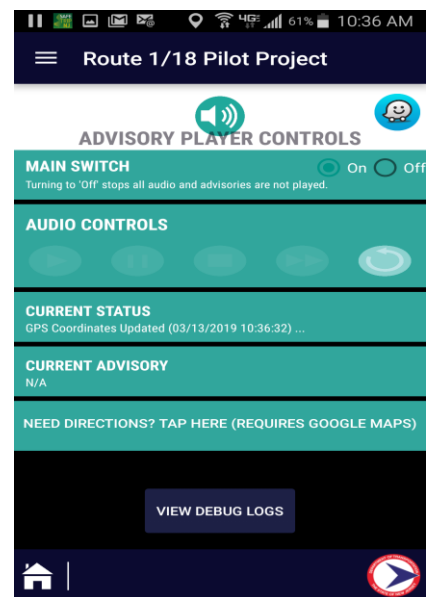 4G 61% 10:36 AM
Route 1/18 Pilot Project
ADVISORY PLAYER CONTROLS
MAIN SWITCH
On Off
Turning to 'Off' stops all audio and advisories are not played.
AUDIO CONTROLS
CURRENT STATUS
GPS Coordinates Updated (03/13/2019 10:36:32) ...
CURRENT ADVISORY
N/A
NEED DIRECTIONS? TAP HERE (REQUIRES GOOGLE MAPS)
VIEW DEBUG LOGS